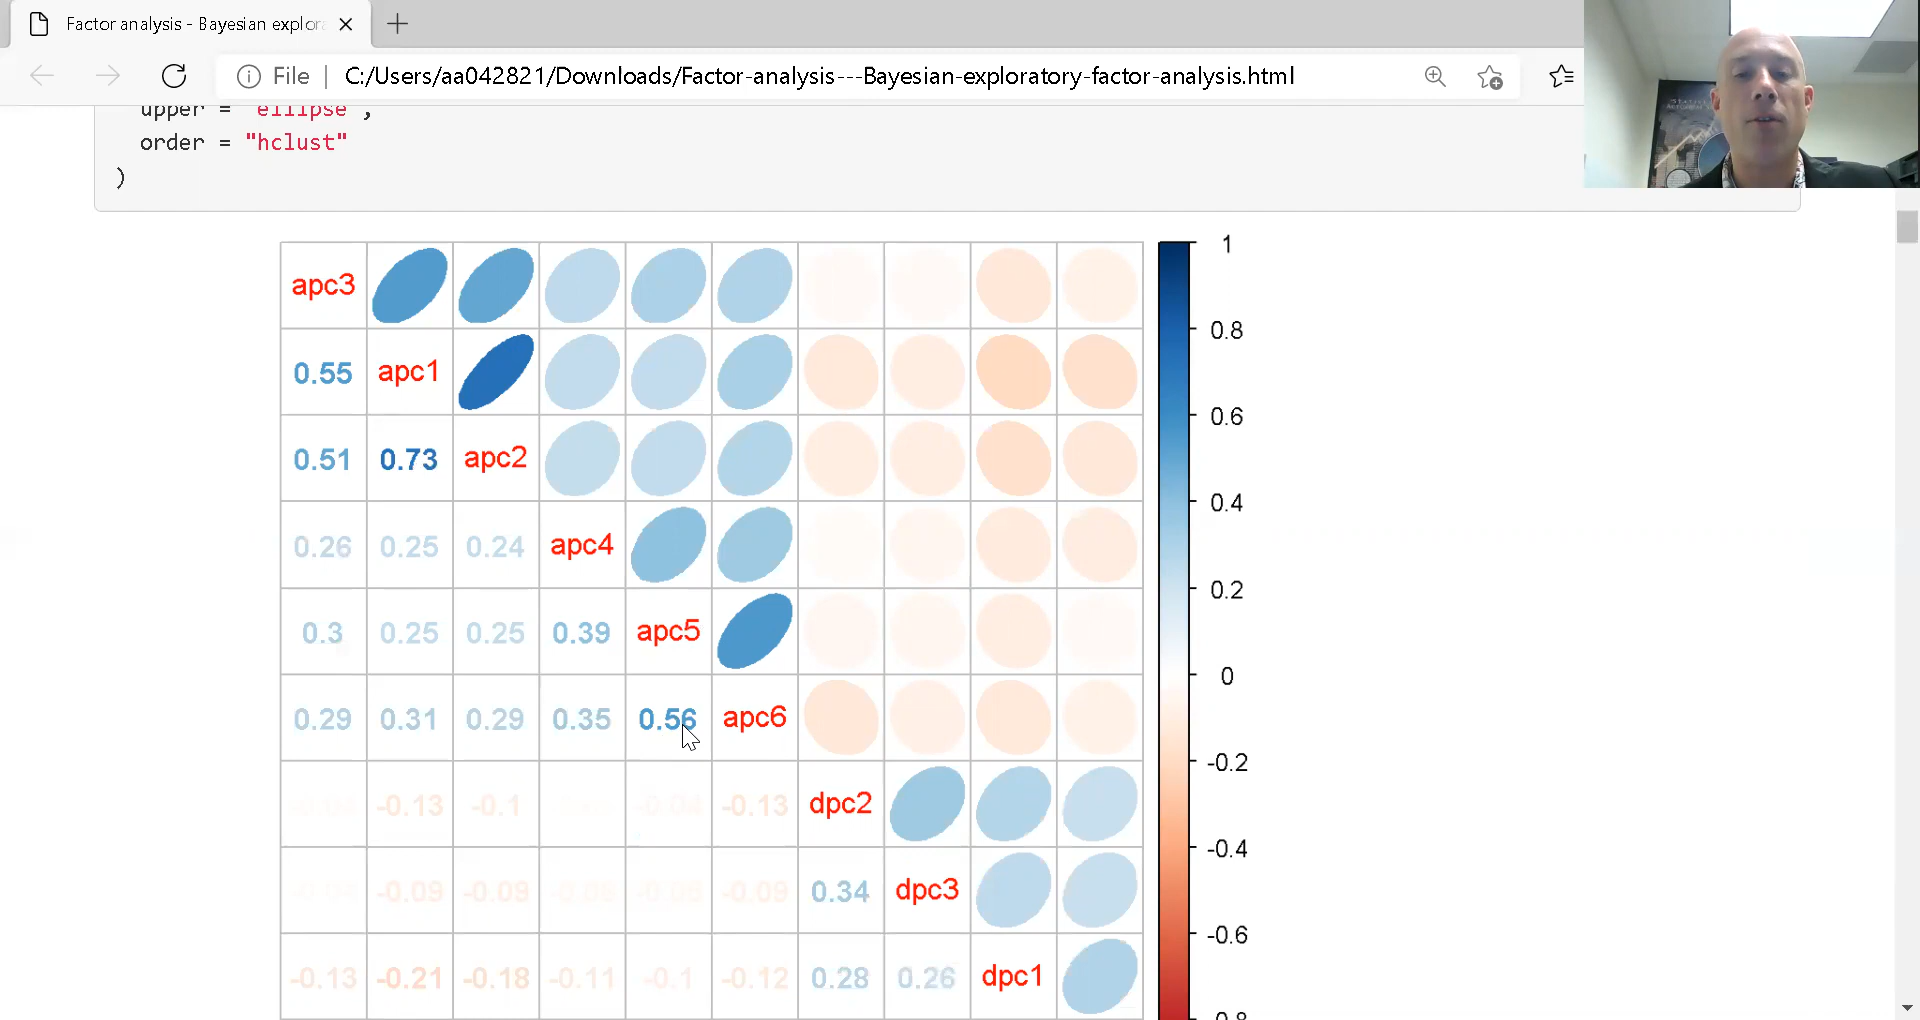 Factor analysis - Bayesian explora
File | C:/Users/aa042821/Downloads/Factor-analysis---Bayesian-exploratory-factor-analysis.html
upper = "ellipse",
order = "hclust"
)
apc3
0.55 apc1
0.51 0.73 apc2
0.26 0.25 0.24 apc4
0.3 0.25 0.25 0.39 apc5
0.29 0.31 0.29 0.35 0.56 apc6
-0.13 -0.1 -0.04 -0.13 dpc2
-0.09 -0.09 -0.09 0.34 dpc3
-0.13 -0.21 -0.18 -0.11 -0.1 -0.12 0.28 0.26 dpc1
1
0.8
0.6
0.4
0.2
0
-0.2
-0.4
-0.6